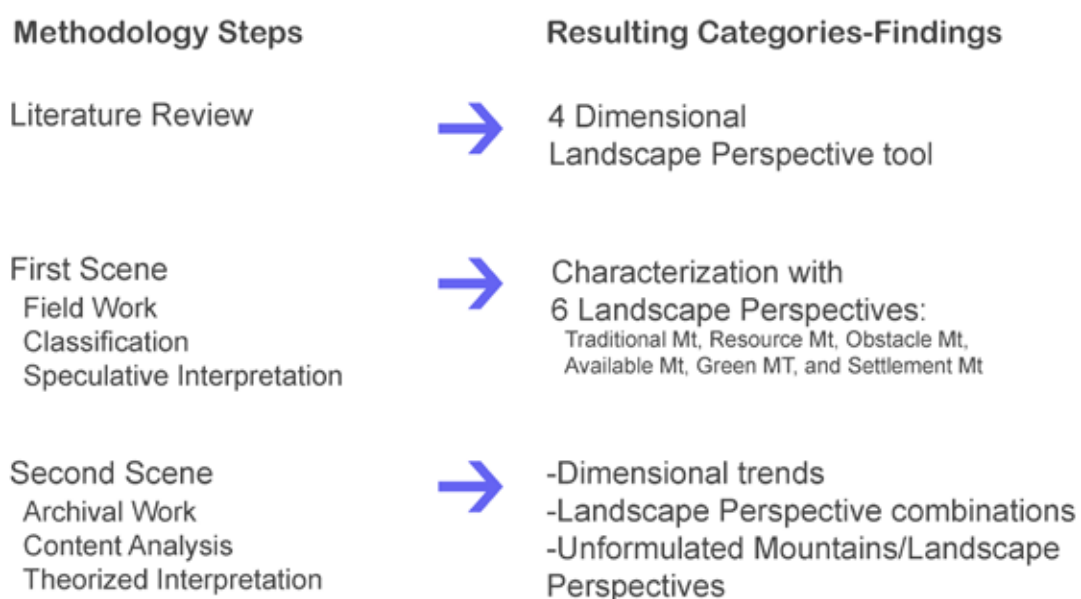 Methodology Steps
Resulting Categories-Findings
Literature Review
4 Dimensional
Landscape Perspective tool
First Scene
Field Work
Classification
Speculative Interpretation
Characterization with
6 Landscape Perspectives:
Traditional Mt, Resource Mt, Obstacle Mt,
Available Mt, Green MT, and Settlement Mt
Second Scene
Archival Work
Content Analysis
Theorized Interpretation
-Dimensional trends
-Landscape Perspective combinations
-Unformulated Mountains/Landscape
Perspectives